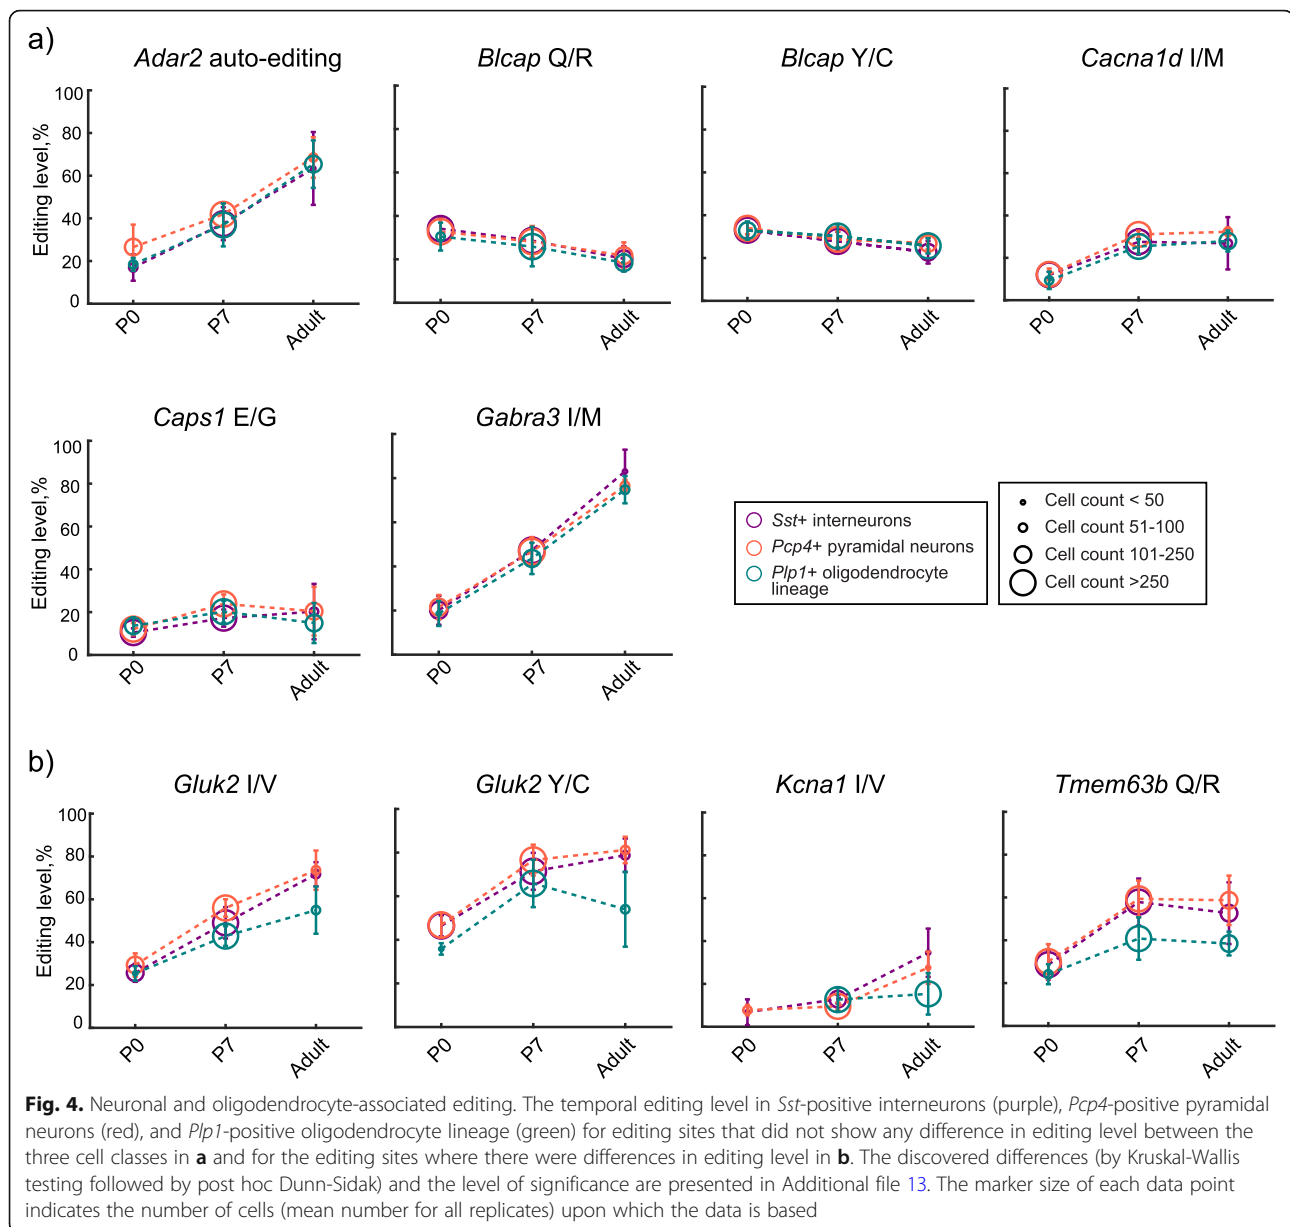 a)
Adar2 auto-editing
Blcap Q/R
Blcap Y/C
Cacna1d I/M
Editing level,%
100
80
60
40
20
0
P0 P7 Adult
P0 P7 Adult
P0 P7 Adult
P0 P7 Adult
Caps1 E/G
Gabra3 I/M
Editing level,%
100
80
60
40
20
0
P0 P7 Adult
P0 P7 Adult
Sst+ interneurons
Pcp4+ pyramidal neurons
Plp1+ oligodendrocyte
lineage
Cell count < 50
Cell count 51-100
Cell count 101-250
Cell count >250
b)
Gluk2 I/V
Gluk2 Y/C
Kcna1 I/V
Tmem63b Q/R
Editing level,%
100
80
60
40
20
0
P0 P7 Adult
P0 P7 Adult
P0 P7 Adult
P0 P7 Adult
Fig. 4. Neuronal and oligodendrocyte-associated editing. The temporal editing level in Sst-positive interneurons (purple), Pcp4-positive pyramidal
neurons (red), and Plp1-positive oligodendrocyte lineage (green) for editing sites that did not show any difference in editing level between the
three cell classes in a and for the editing sites where there were differences in editing level in b. The discovered differences (by Kruskal-Wallis
testing followed by post hoc Dunn-Sidak) and the level of significance are presented in Additional file 13. The marker size of each data point
indicates the number of cells (mean number for all replicates) upon which the data is based